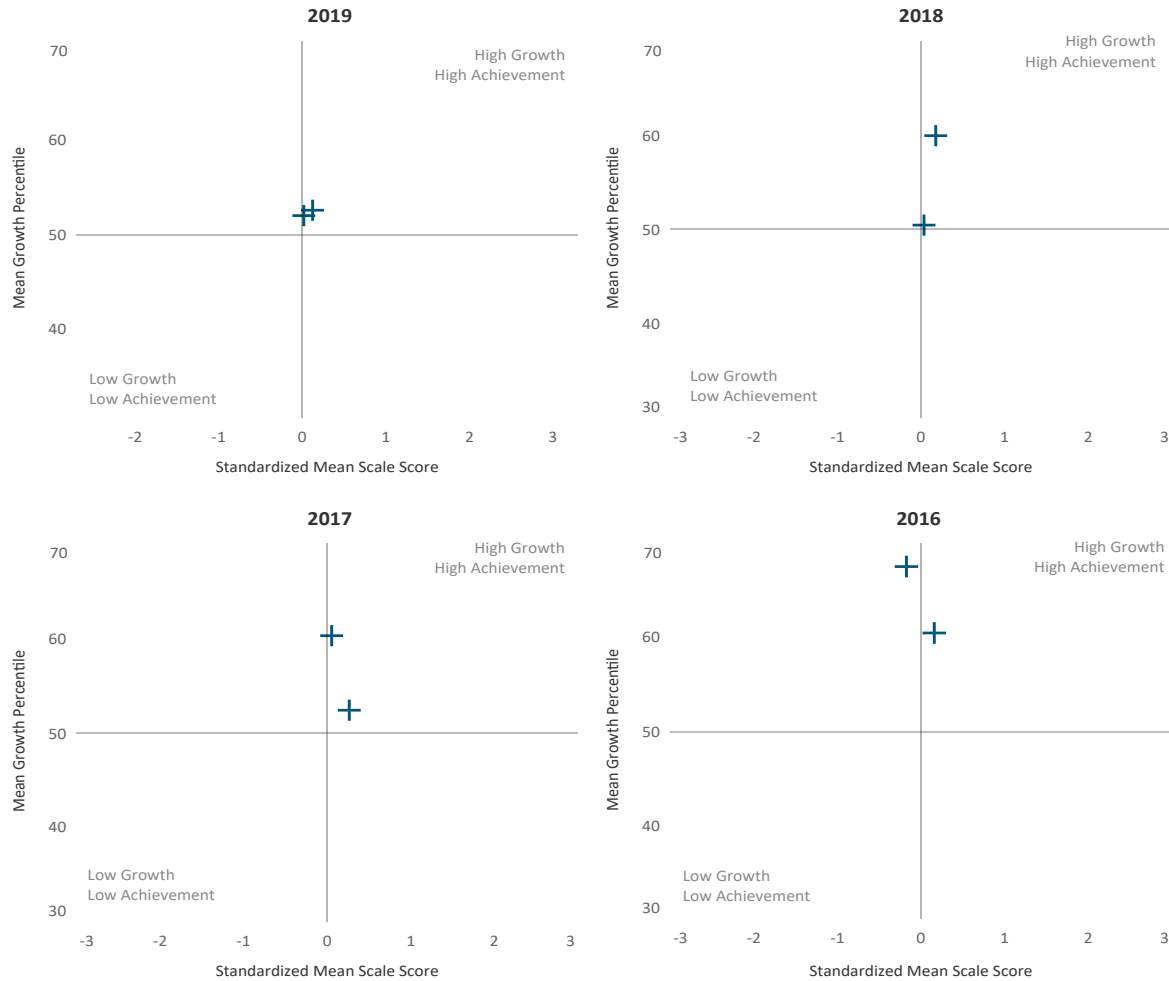 2019
70
High Growth
High Achievement
60
50
40
Mean Growth Percentile
Low Growth
Low Achievement
-2 -1 0 1 2 3
Standardized Mean Scale Score
2018
High Growth
High Achievement
70
60
50
40
30
Mean Growth Percentile
Low Growth
Low Achievement
-3 -2 -1 0 1 2 3
Standardized Mean Scale Score
2017
High Growth
High Achievement
70
60
50
40
30
Mean Growth Percentile
Low Growth
Low Achievement
-3 -2 -1 0 1 2 3
Standardized Mean Scale Score
2016
High Growth
High Achievement
70
60
50
40
30
Mean Growth Percentile
Low Growth
Low Achievement
-3 -2 -1 0 1 2 3
Standardized Mean Scale Score